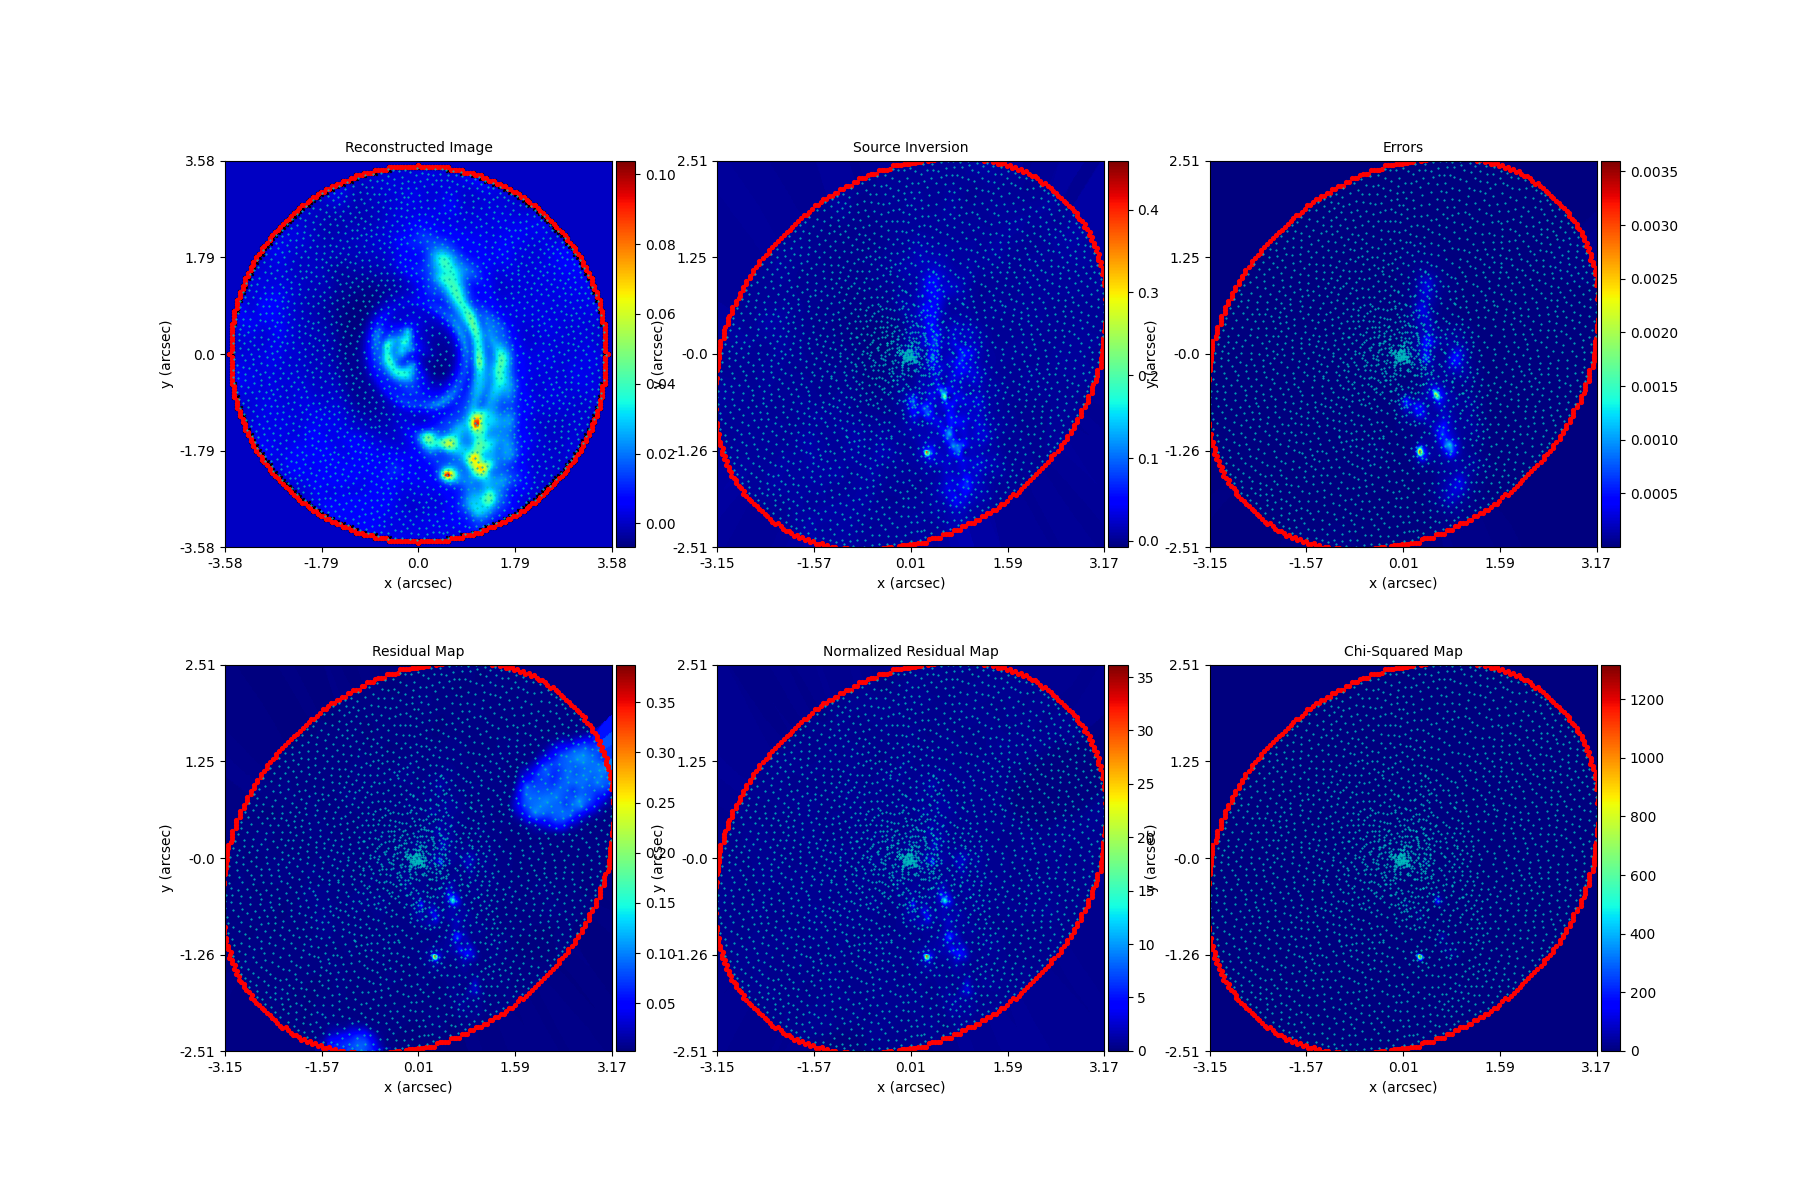 Reconstructed Image
3.58
1.79
0.0
-1.79
-3.58
y (arcsec)
-3.58 -1.79 0.0 1.79 3.58
x (arcsec)
0.10
0.08
0.06
0.04
0.02
0.00
Source Inversion
2.51
1.25
-0.0
-1.26
-2.51
y (arcsec)
-3.15 -1.57 0.01 1.59 3.17
x (arcsec)
0.4
0.3
0.2
0.1
0.0
Errors
2.51
1.25
-0.0
-1.26
-2.51
y (arcsec)
-3.15 -1.57 0.01 1.59 3.17
x (arcsec)
0.0035
0.0030
0.0025
0.0020
0.0015
0.0010
0.0005
Residual Map
2.51
1.25
-0.0
-1.26
-2.51
y (arcsec)
-3.15 -1.57 0.01 1.59 3.17
x (arcsec)
0.35
0.30
0.25
0.20
0.15
0.10
0.05
Normalized Residual Map
2.51
1.25
-0.0
-1.26
-2.51
y (arcsec)
-3.15 -1.57 0.01 1.59 3.17
x (arcsec)
35
30
25
20
15
10
5
0
Chi-Squared Map
2.51
1.25
-0.0
-1.26
-2.51
y (arcsec)
-3.15 -1.57 0.01 1.59 3.17
x (arcsec)
1200
1000
800
600
400
200
0